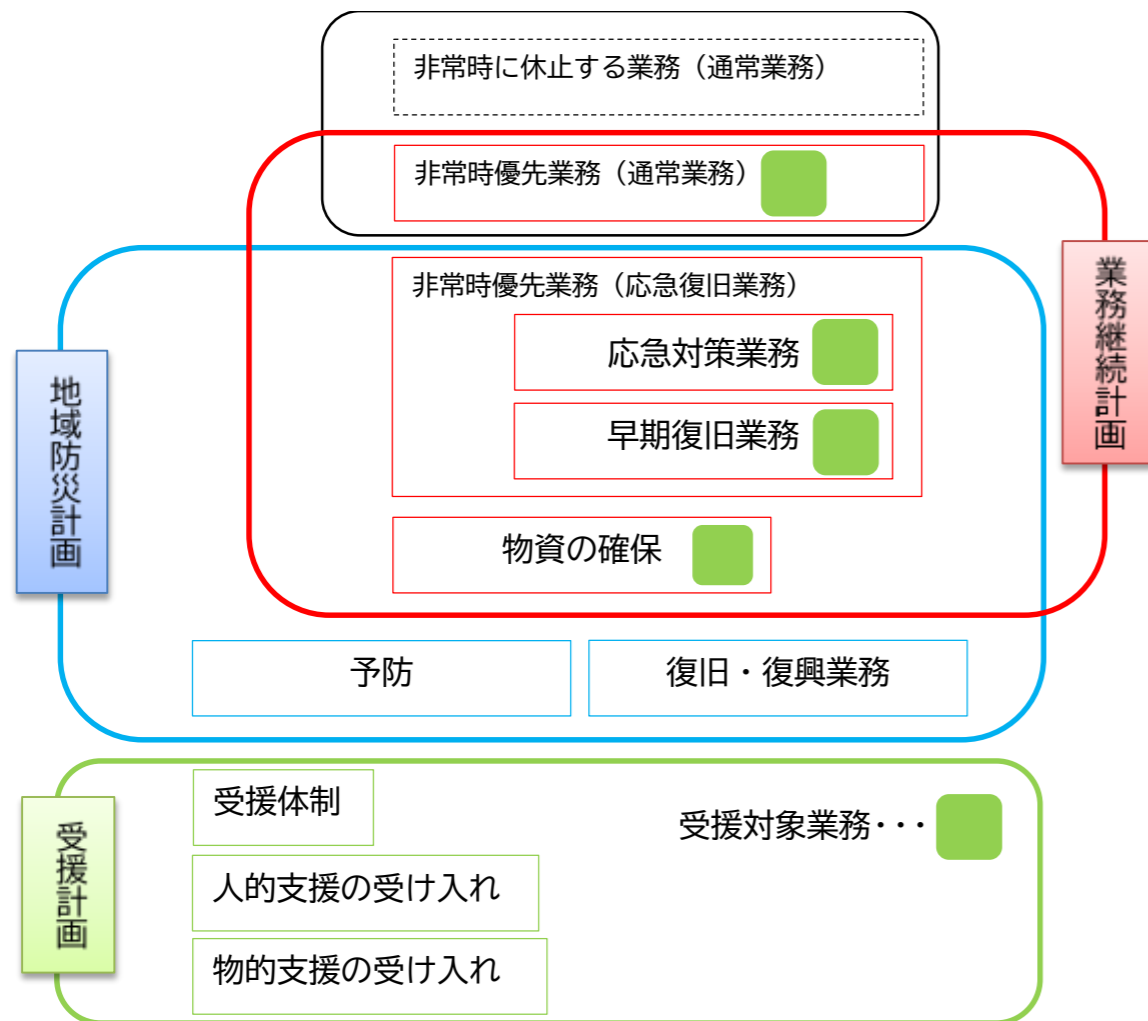 非常時に休止する業務（通常業務）
非常時優先業務（通常業務）
非常時優先業務（応急復旧業務）
応急対策業務
早期復旧業務
物資の確保
業務継続計画
地域防災計画
予防
復旧・復興業務
受援計画
受援体制
受援対象業務・・・
人的支援の受け入れ
物的支援の受け入れ